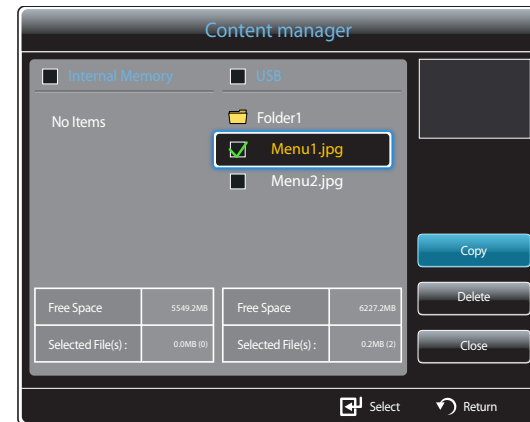 Content manager
Internal Memory
USB
No Items
Folder1
Menu1.jpg
Menu2.jpg
Copy
Delete
Close
Free Space 5549.2MB
Selected File(s) : 0.0MB (0)
Free Space 6227.2MB
Selected File(s) : 0.2MB (2)
Select
Return